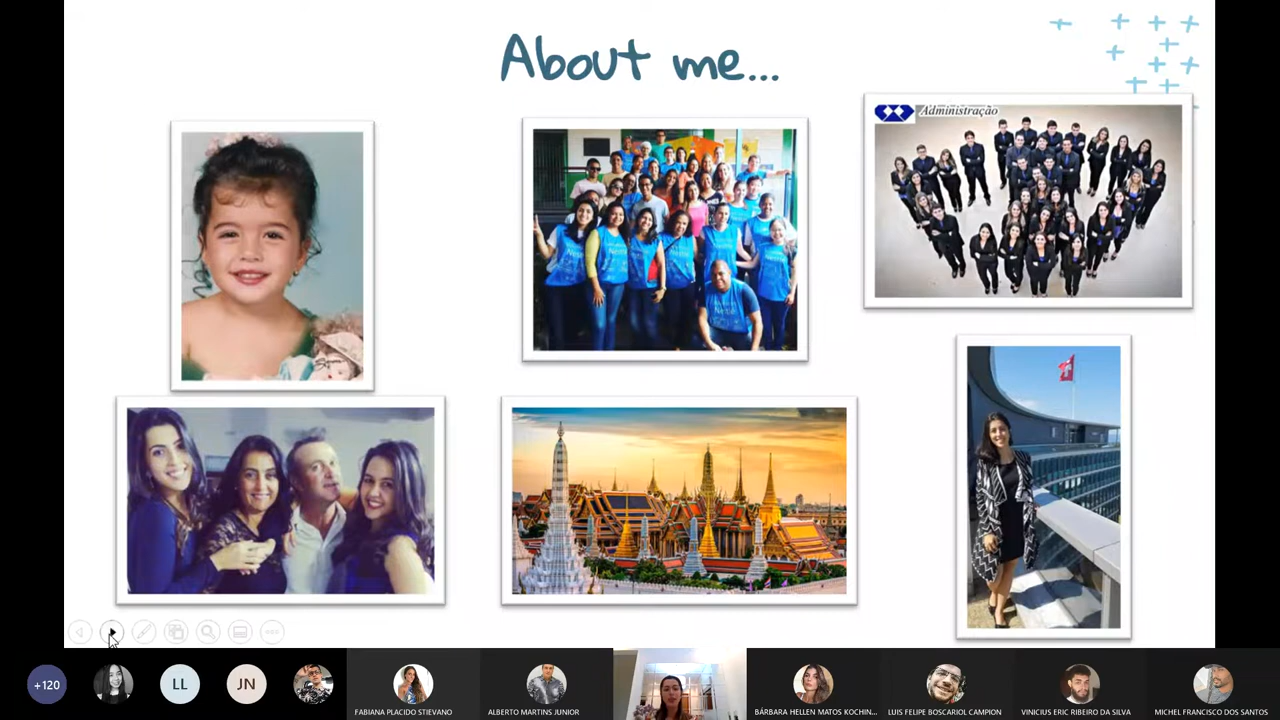 About me...
Administração
+120
LL
JN
FABIANA PLACIDO STIEVANO
ALBERTO MARTINS JUNIOR
BÁRBARA HELLEN MATOS KOCHIN...
LUIS FELIPE BOSCARIOL CAMPION
VINICIUS ERIC RIBEIRO DA SILVA
MICHEL FRANCISCO DOS SANTOS